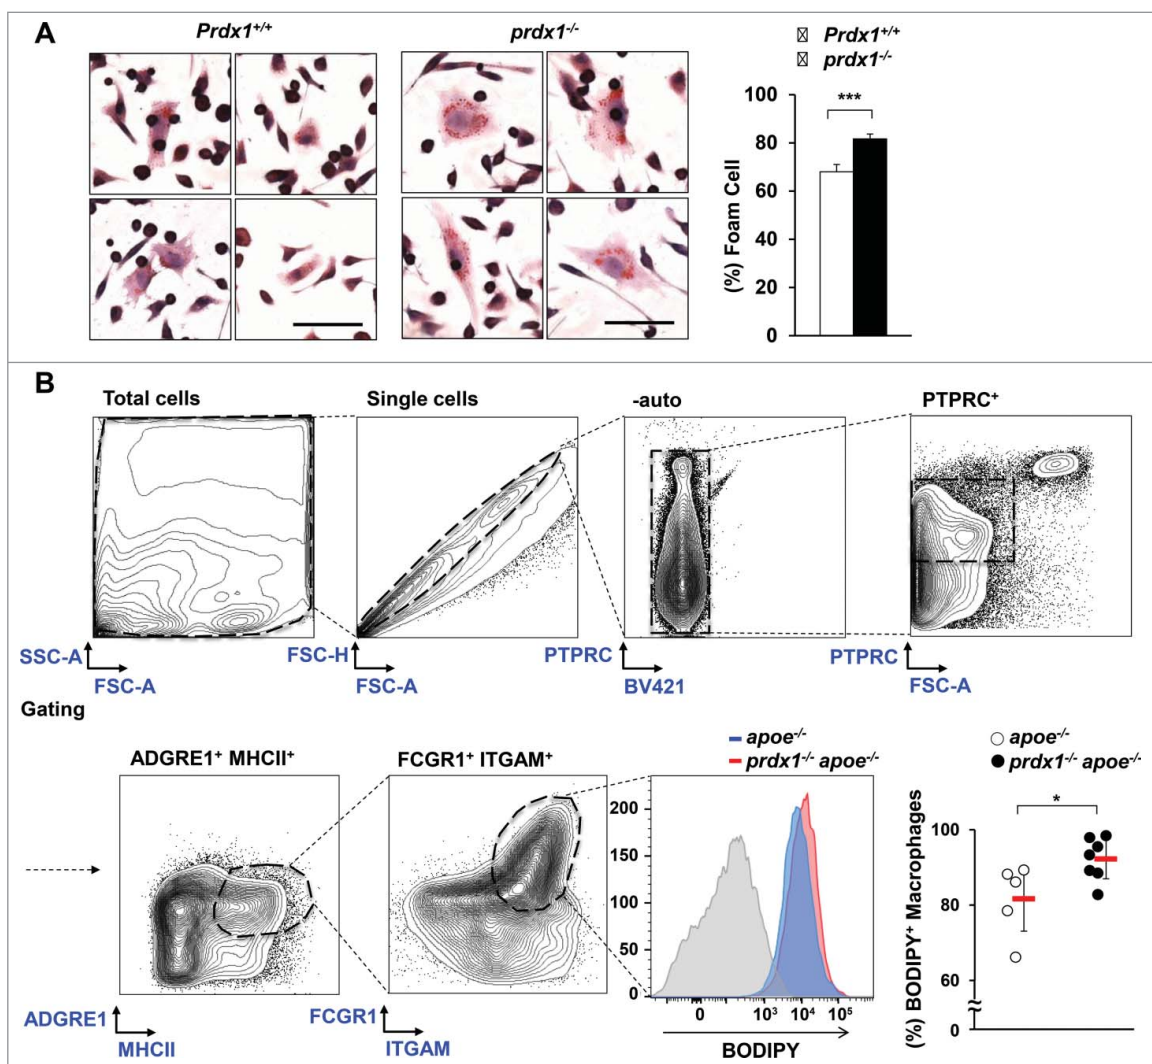 A
Prdx1+/+
prdx1-/-
☒ Prdx1+/+
☒ prdx1-/-
(%) Foam Cell
100
80
60
40
20
0
***
B
Total cells
Single cells
-auto
PTPRC+
SSC-A
FSC-A
FSC-H
FSC-A
PTPRC
BV421
PTPRC
FSC-A
Gating
ADGRE1+ MHCII+
FCGR1+ ITGAM+
apoe-/-
prdx1-/- apoe-/-
apoe-/-
prdx1-/- apoe-/-
ADGRE1
MHCII
FCGR1
ITGAM
200
150
100
50
0
0 10³ 10⁴ 10⁵
BODIPY
(%) BODIPY+ Macrophages
100
80
60
0
*